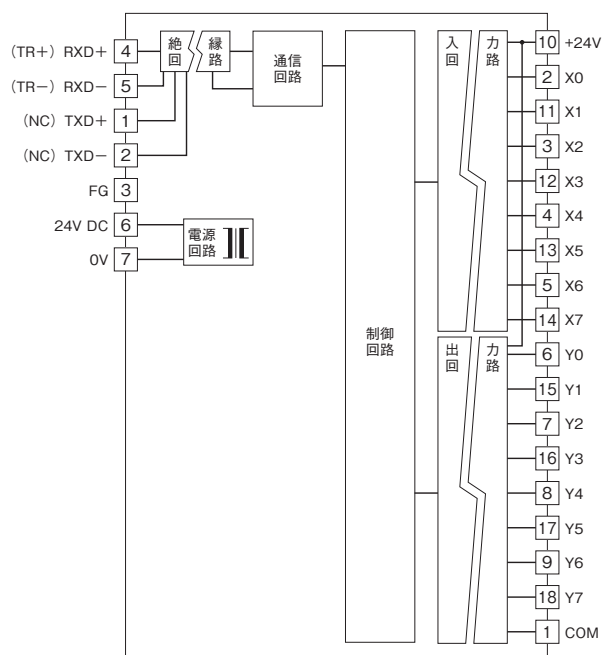 (TR+) RXD+ 4
(TR−) RXD− 5
(NC) TXD+ 1
(NC) TXD− 2
FG 3
24V DC 6
0V 7
絶縁
回路
通信
回路
電源
回路
制御
回路
入力
回路
出力
回路
10 +24V
2 X0
11 X1
3 X2
12 X3
4 X4
13 X5
5 X6
14 X7
6 Y0
15 Y1
7 Y2
16 Y3
8 Y4
17 Y5
9 Y6
18 Y7
1 COM